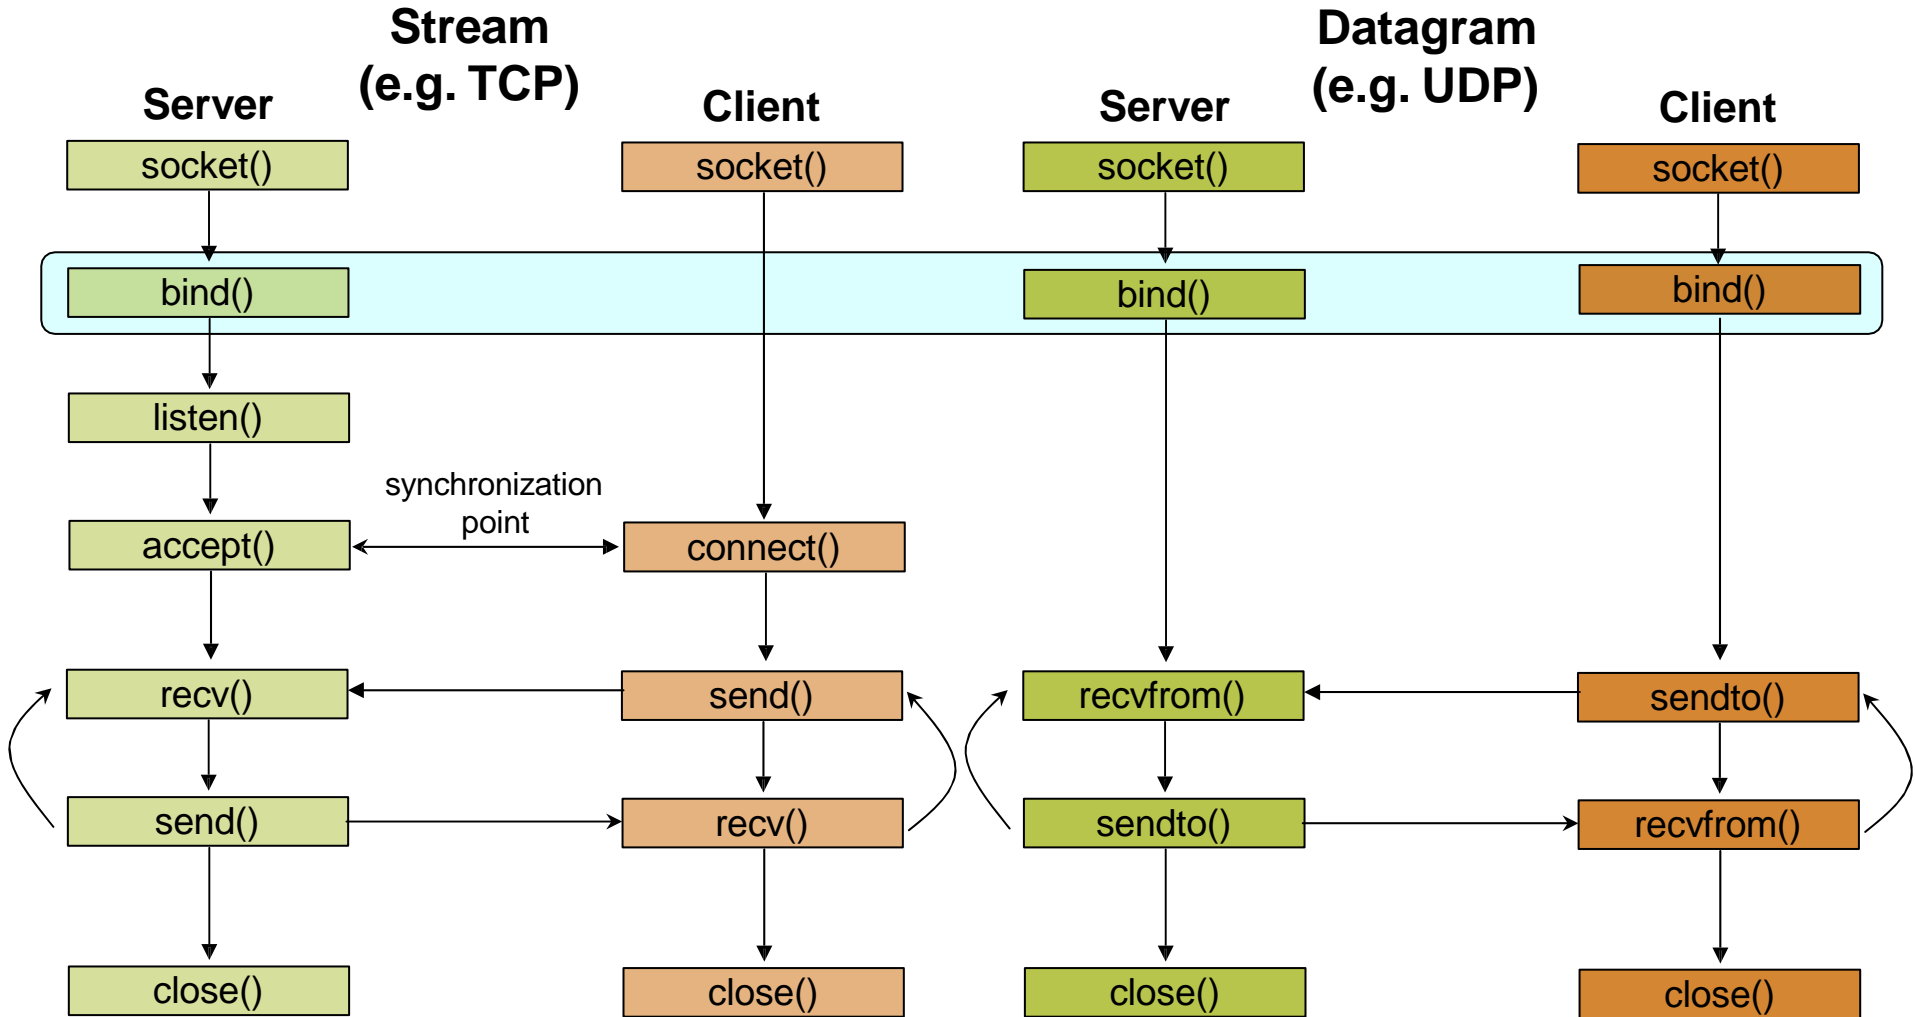 Stream
(e.g. TCP)
Datagram
(e.g. UDP)
Server
Client
Server
Client
socket()
socket()
socket()
socket()
bind()
bind()
bind()
listen()
synchronization
point
accept()
connect()
recv()
send()
recvfrom()
sendto()
send()
recv()
sendto()
recvfrom()
close()
close()
close()
close()